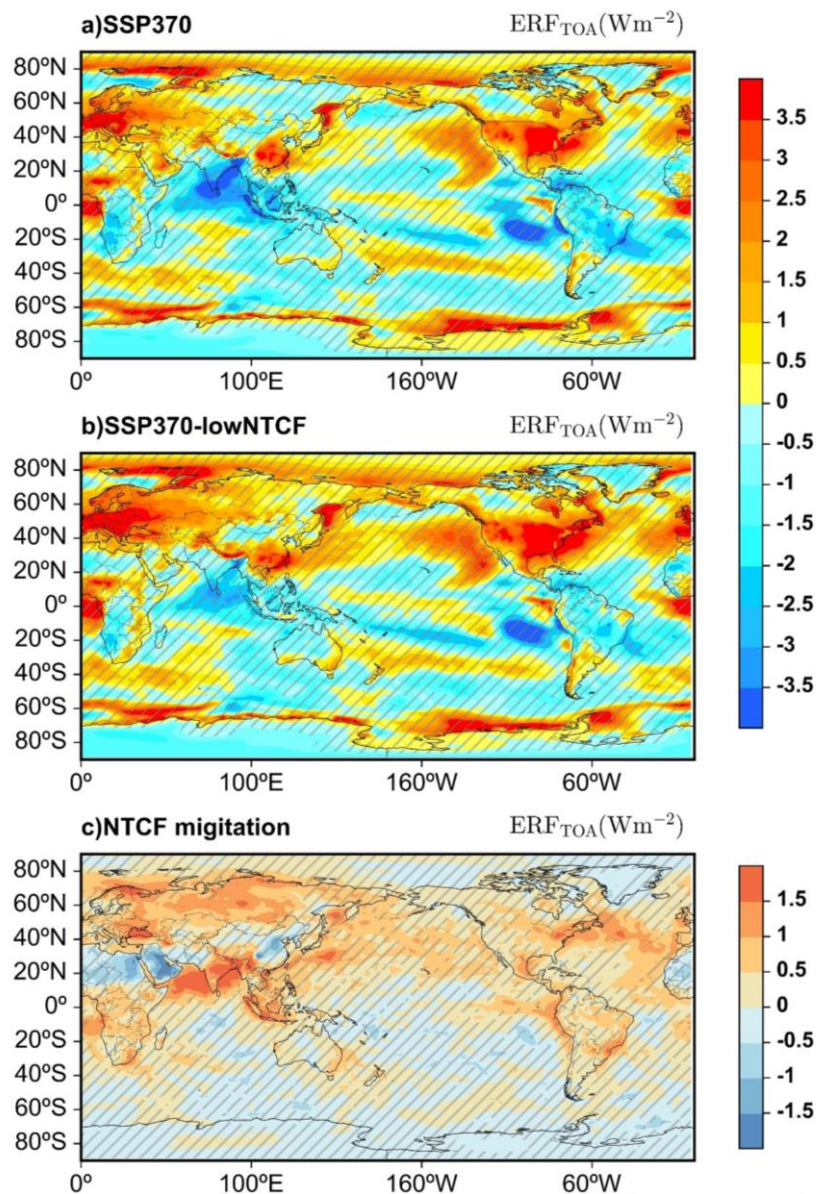 a)SSP370 ERF_TOA(Wm⁻²)
80ºN
60ºN
40ºN
20ºN
0º
20ºS
40ºS
60ºS
80ºS
0º 100ºE 160ºW 60ºW
3.5
3
2.5
2
1.5
1
0.5
0
-0.5
-1
-1.5
-2
-2.5
-3
-3.5
b)SSP370-lowNTCF ERF_TOA(Wm⁻²)
80ºN
60ºN
40ºN
20ºN
0º
20ºS
40ºS
60ºS
80ºS
0º 100ºE 160ºW 60ºW
c)NTCF migitation ERF_TOA(Wm⁻²)
80ºN
60ºN
40ºN
20ºN
0º
20ºS
40ºS
60ºS
80ºS
0º 100ºE 160ºW 60ºW
1.5
1
0.5
0
-0.5
-1
-1.5